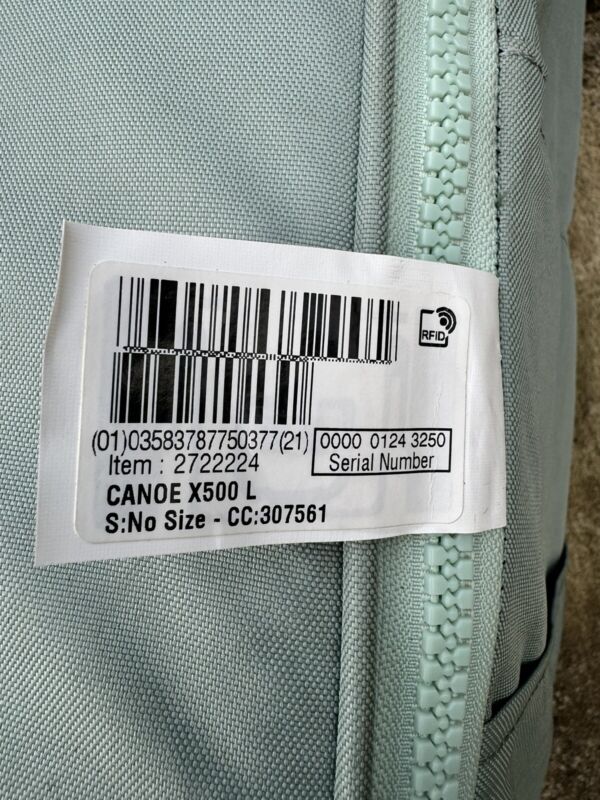 RFID
(01)03583787750377(21)
0000 0124 3250
Serial Number
Item : 2722224
CANOE X500 L
S:No Size - CC:307561